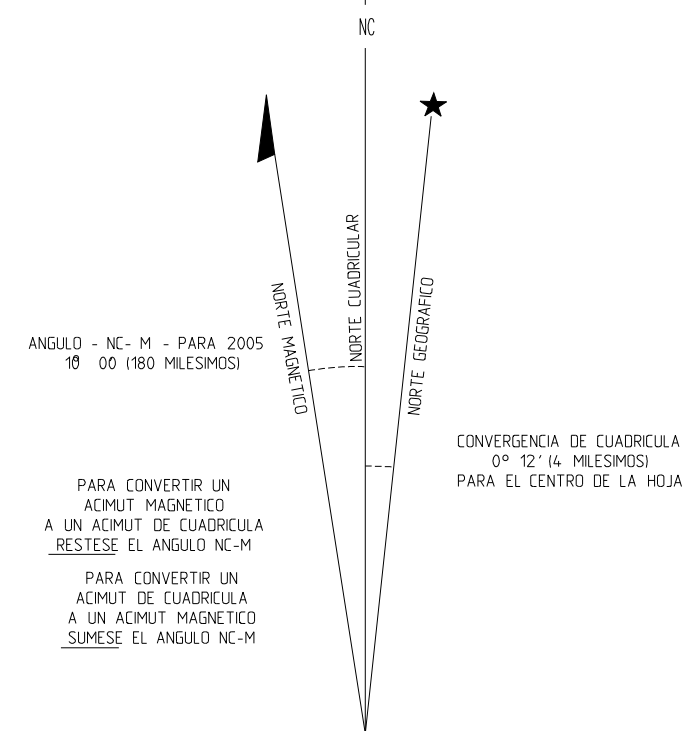 NC
NORTE MAGNETICO
NORTE CUADRICULAR
NORTE GEOGRAFICO
ANGULO - NC- M - PARA 2005
10° 00' (180 MILESIMOS)
CONVERGENCIA DE CUADRICULA
0° 12' (4 MILESIMOS)
PARA EL CENTRO DE LA HOJA
PARA CONVERTIR UN
ACIMUT MAGNETICO
A UN ACIMUT DE CUADRICULA
RESTESE EL ANGULO NC-M
PARA CONVERTIR UN
ACIMUT DE CUADRICULA
A UN ACIMUT MAGNETICO
SUMESE EL ANGULO NC-M